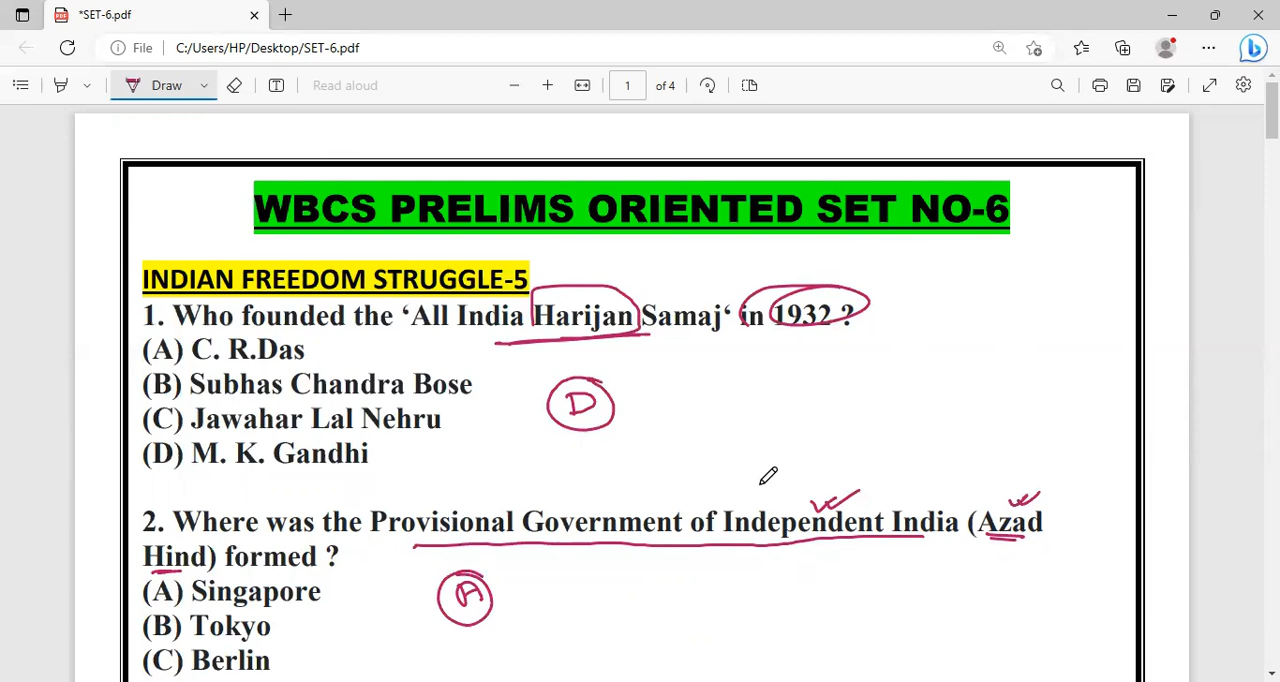 *SET-6.pdf
File
C:/Users/HP/Desktop/SET-6.pdf
Draw
Read aloud
1
of 4
WBCS PRELIMS ORIENTED SET NO-6
INDIAN FREEDOM STRUGGLE-5
1. Who founded the ‘All India Harijan Samaj‘ in 1932 ?
(A) C. R.Das
(B) Subhas Chandra Bose
D
(C) Jawahar Lal Nehru
(D) M. K. Gandhi
2. Where was the Provisional Government of Independent India (Azad
Hind) formed ?
(A) Singapore
A
(B) Tokyo
(C) Berlin